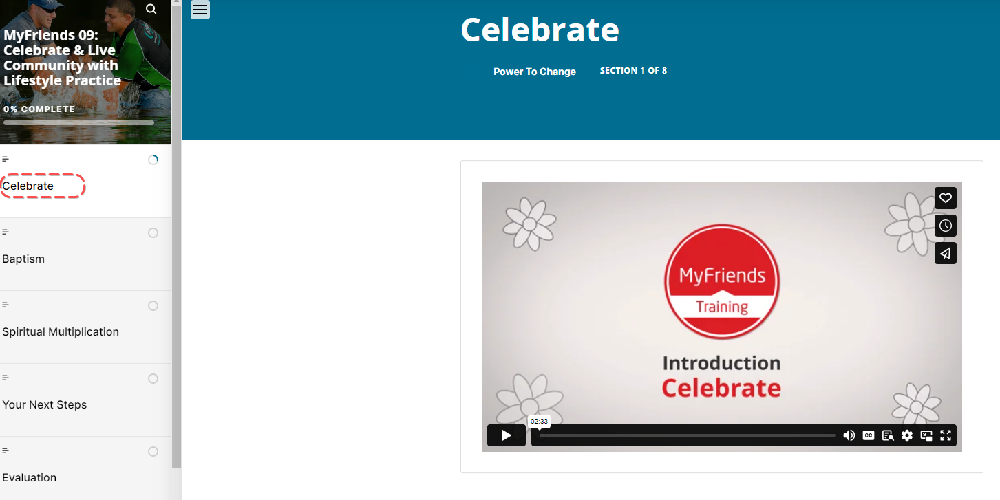 MyFriends 09:
Celebrate & Live
Community with
Lifestyle Practice
0% COMPLETE
Celebrate
Baptism
Spiritual Multiplication
Your Next Steps
Evaluation
Celebrate
Power To Change
SECTION 1 OF 8
MyFriends
Training
Introduction
Celebrate
02:33
CC